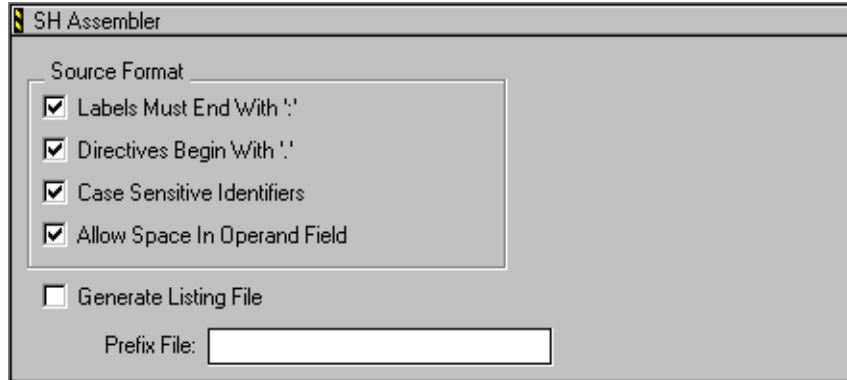 SH Assembler
Source Format
Labels Must End With ':'
Directives Begin With '.'
Case Sensitive Identifiers
Allow Space In Operand Field
Generate Listing File
Prefix File: